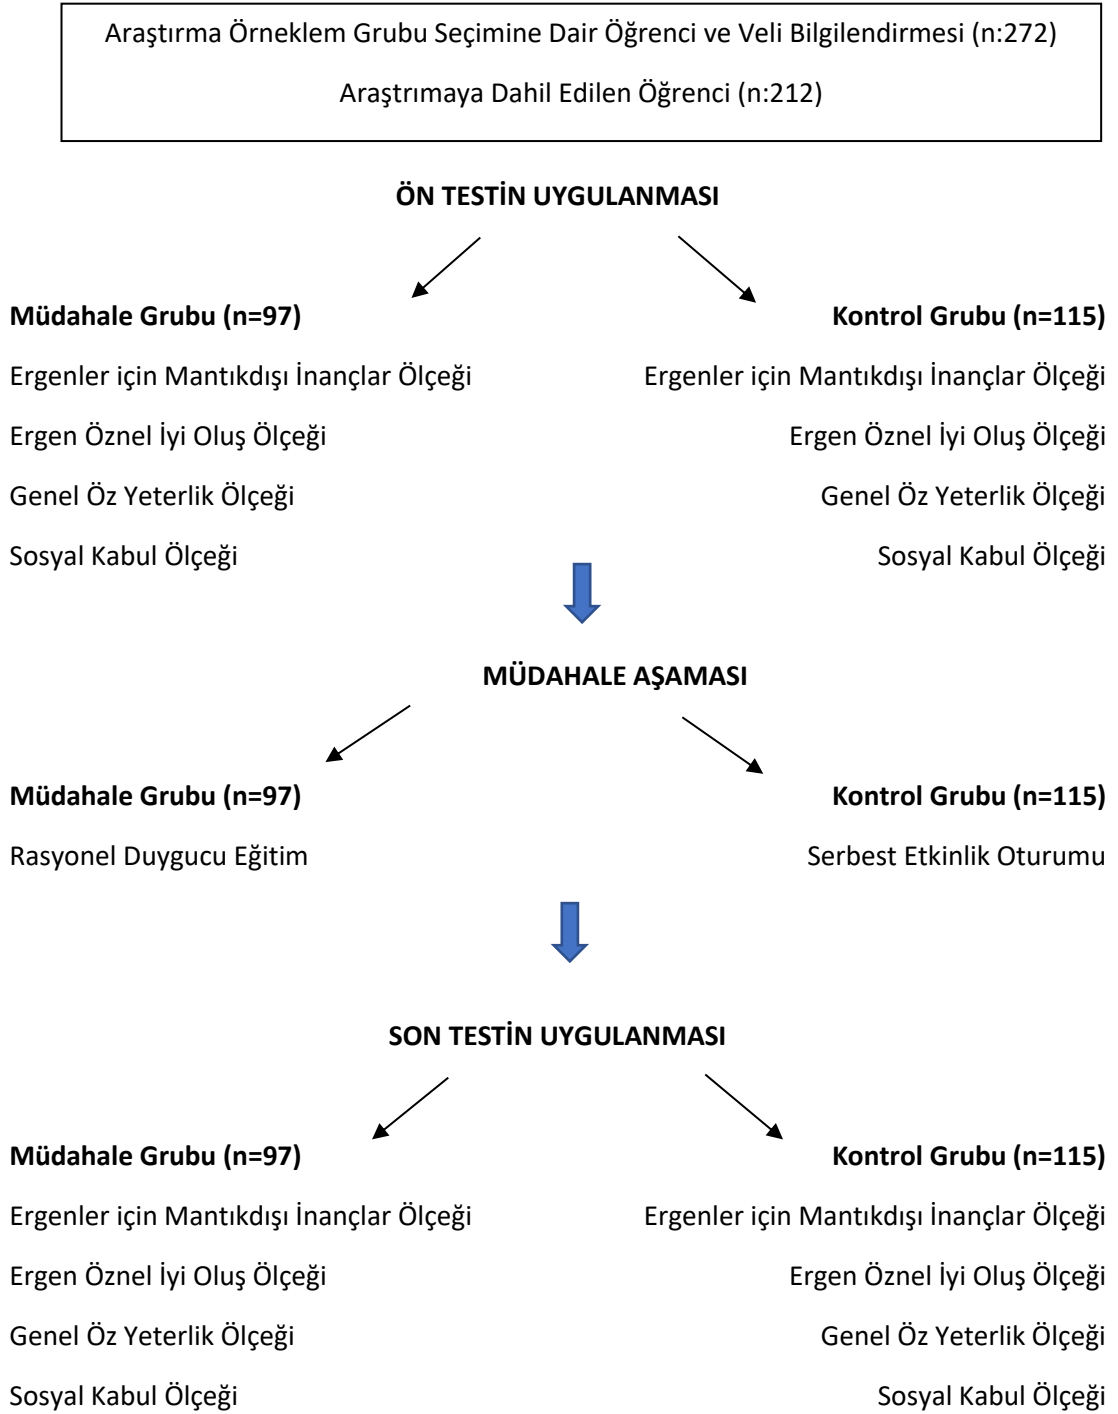 Araştırma Örneklem Grubu Seçimine Dair Öğrenci ve Veli Bilgilendirmesi (n:272)
Araştrımaya Dahil Edilen Öğrenci (n:212)
ÖN TESTİN UYGULANMASI
Müdahale Grubu (n=97) Kontrol Grubu (n=115)
Ergenler için Mantıkdışı İnançlar Ölçeği Ergenler için Mantıkdışı İnançlar Ölçeği
Ergen Öznel İyi Oluş Ölçeği Ergen Öznel İyi Oluş Ölçeği
Genel Öz Yeterlik Ölçeği Genel Öz Yeterlik Ölçeği
Sosyal Kabul Ölçeği Sosyal Kabul Ölçeği
MÜDAHALE AŞAMASI
Müdahale Grubu (n=97) Kontrol Grubu (n=115)
Rasyonel Duygucu Eğitim Serbest Etkinlik Oturumu
SON TESTİN UYGULANMASI
Müdahale Grubu (n=97) Kontrol Grubu (n=115)
Ergenler için Mantıkdışı İnançlar Ölçeği Ergenler için Mantıkdışı İnançlar Ölçeği
Ergen Öznel İyi Oluş Ölçeği Ergen Öznel İyi Oluş Ölçeği
Genel Öz Yeterlik Ölçeği Genel Öz Yeterlik Ölçeği
Sosyal Kabul Ölçeği Sosyal Kabul Ölçeği